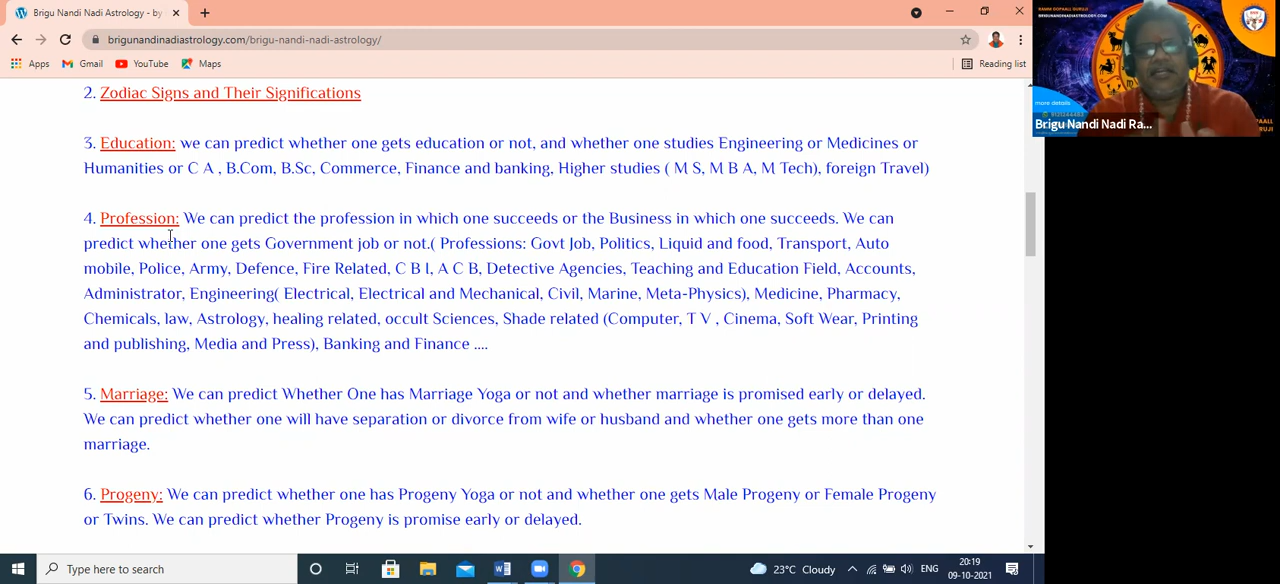 Brigu Nandi Nadi Astrology - by
RAMM GOPAALL GURUJI
BRIGUNANDINADIASTROLOGY.COM
brigunandinadiastrology.com/brigu-nandi-nadi-astrology/
Apps Gmail YouTube Maps Reading list
more details
Brigu Nandi Nadi Ra...
2. Zodiac Signs and Their Significations
3. Education: we can predict whether one gets education or not, and whether one studies Engineering or Medicines or
Humanities or C A , B.Com, B.Sc, Commerce, Finance and banking, Higher studies ( M S, M B A, M Tech), foreign Travel)
4. Profession: We can predict the profession in which one succeeds or the Business in which one succeeds. We can
predict whether one gets Government job or not.( Professions: Govt Job, Politics, Liquid and food, Transport, Auto
mobile, Police, Army, Defence, Fire Related, C B I, A C B, Detective Agencies, Teaching and Education Field, Accounts,
Administrator, Engineering( Electrical, Electrical and Mechanical, Civil, Marine, Meta-Physics), Medicine, Pharmacy,
Chemicals, law, Astrology, healing related, occult Sciences, Shade related (Computer, T V , Cinema, Soft Wear, Printing
and publishing, Media and Press), Banking and Finance ....
5. Marriage: We can predict Whether One has Marriage Yoga or not and whether marriage is promised early or delayed.
We can predict whether one will have separation or divorce from wife or husband and whether one gets more than one
marriage.
6. Progeny: We can predict whether one has Progeny Yoga or not and whether one gets Male Progeny or Female Progeny
or Twins. We can predict whether Progeny is promise early or delayed.
Type here to search
23°C Cloudy
ENG
20:19
09-10-2021